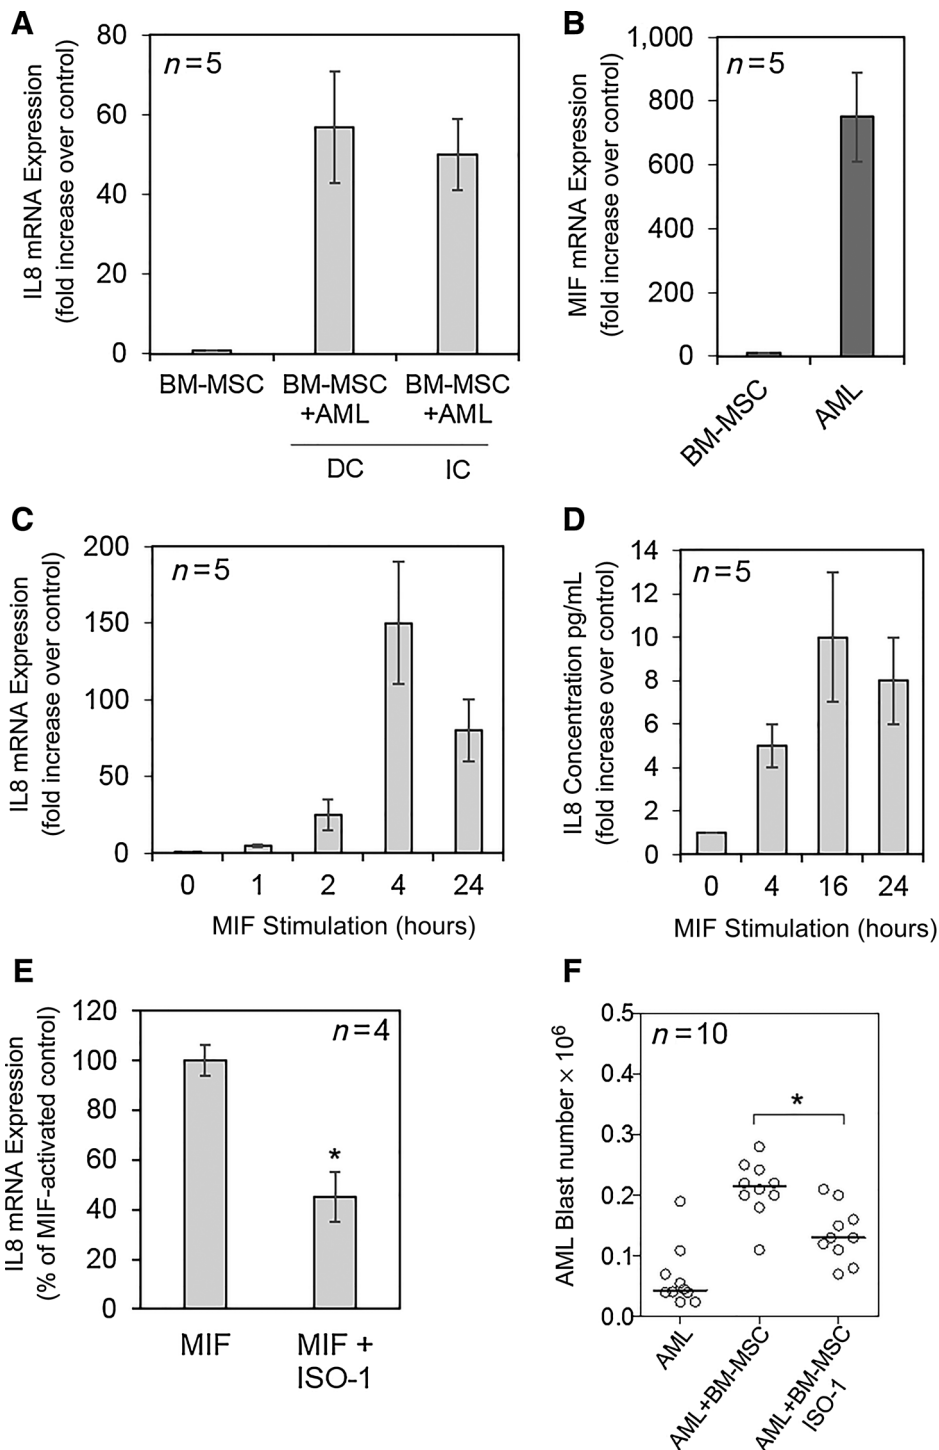 A
IL8 mRNA Expression
(fold increase over control)
80
60
40
20
0
n=5
BM-MSC
BM-MSC
+AML
BM-MSC
+AML
DC
IC
B
MIF mRNA Expression
(fold increase over control)
1,000
800
600
400
200
0
n=5
BM-MSC
AML
C
IL8 mRNA Expression
(fold increase over control)
200
150
100
50
0
n=5
0 1 2 4 24
MIF Stimulation (hours)
D
IL8 Concentration pg/mL
(fold increase over control)
14
12
10
8
6
4
2
0
n=5
0 4 16 24
MIF Stimulation (hours)
E
IL8 mRNA Expression
(% of MIF-activated control)
120
100
80
60
40
20
0
n=4
*
MIF
MIF +
ISO-1
F
AML Blast number × 10⁶
0.5
0.4
0.3
0.2
0.1
0.0
n=10
*
AML
AML+BM-MSC
AML+BM-MSC
ISO-1